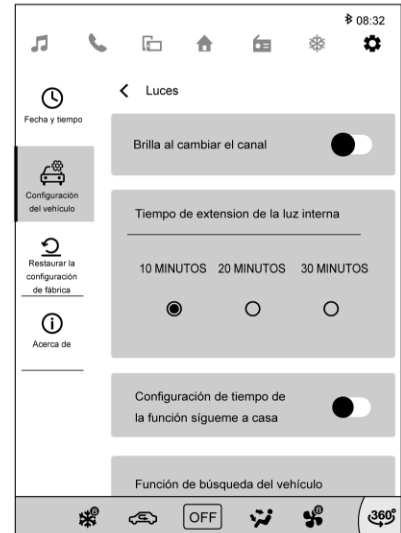 08:32
Fecha y tiempo
Configuración
del vehículo
Restaurar la
configuración
de fábrica
Acerca de
Luces
Brilla al cambiar el canal
Tiempo de extension de la luz interna
10 MINUTOS 20 MINUTOS 30 MINUTOS
Configuración de tiempo de
la función sígueme a casa
Función de búsqueda del vehículo
OFF
360°